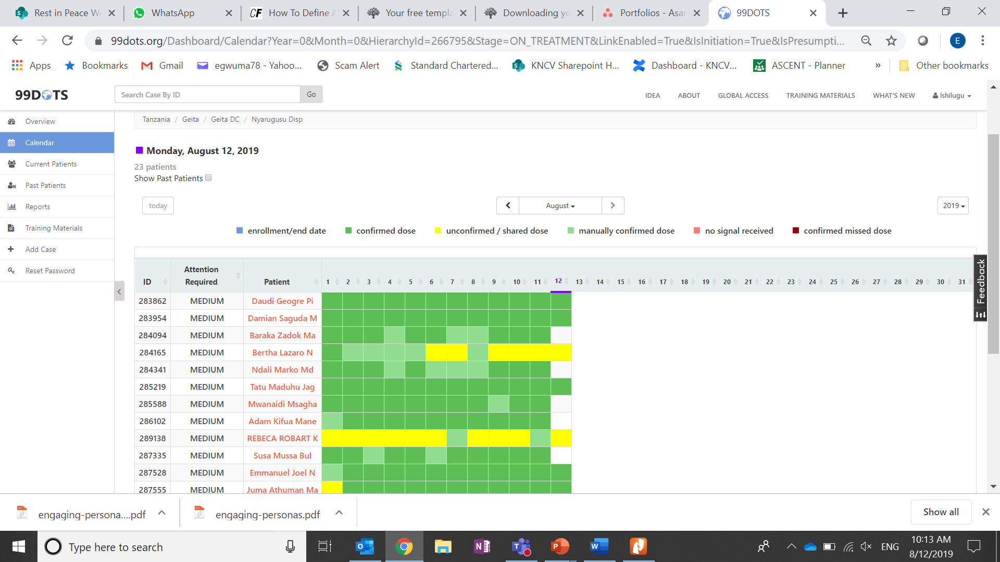 Rest in Peace We
WhatsApp
How To Define A
Your free templa
Downloading yo
Portfolios - Asan
99DOTS
99dots.org/Dashboard/Calendar?Year=0&Month=0&HierarchyId=266795&Stage=ON_TREATMENT&LinkEnabled=True&IsInitiation=True&IsPresumpti...
E
Apps
Bookmarks
Gmail
egwuma78 - Yahoo...
Scam Alert
Standard Chartered...
KNCV Sharepoint H...
Dashboard - KNCV...
ASCENT - Planner
»
Other bookmarks
99DOTS
Search Case By ID
Go
IDEA
ABOUT
GLOBAL ACCESS
TRAINING MATERIALS
WHAT'S NEW
lshilugu
Overview
Calendar
Current Patients
Past Patients
Reports
Training Materials
Add Case
Reset Password
Tanzania / Geita / Geita DC / Nyarugusu Disp
Monday, August 12, 2019
23 patients
Show Past Patients
today
August
2019
enrollment/end date
confirmed dose
unconfirmed / shared dose
manually confirmed dose
no signal received
confirmed missed dose
ID Attention Required Patient 1 2 3 4 5 6 7 8 9 10 11 12 13 14 15 16 17 18 19 20 21 22 23 24 25 26 27 28 29 30 31
283862 MEDIUM Daudi Geogre Pi
283954 MEDIUM Damian Saguda M
284094 MEDIUM Baraka Zadok Ma
284165 MEDIUM Bertha Lazaro N
284341 MEDIUM Ndali Marko Md
285219 MEDIUM Tatu Maduhu Jag
285588 MEDIUM Mwanaidi Msagha
286102 MEDIUM Adam Kifua Mane
289138 MEDIUM REBECA ROBART K
287335 MEDIUM Susa Mussa Bul
287528 MEDIUM Emmanuel Joel N
287555 MEDIUM Juma Athuman Ma
Feedback
engaging-persona....pdf
engaging-personas.pdf
Show all
Type here to search
ENG
10:13 AM
8/12/2019